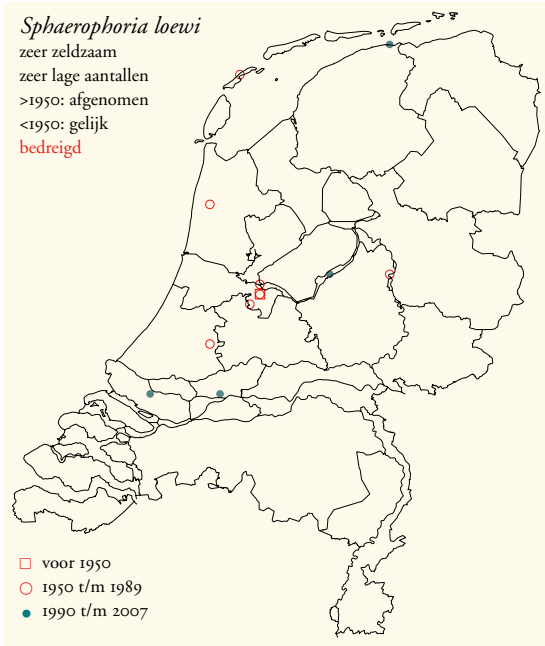 Sphaerophoria loewi
zeer zeldzaam
zeer lage aantallen
>1950: afgenomen
<1950: gelijk
bedreigd
voor 1950
1950 t/m 1989
1990 t/m 2007